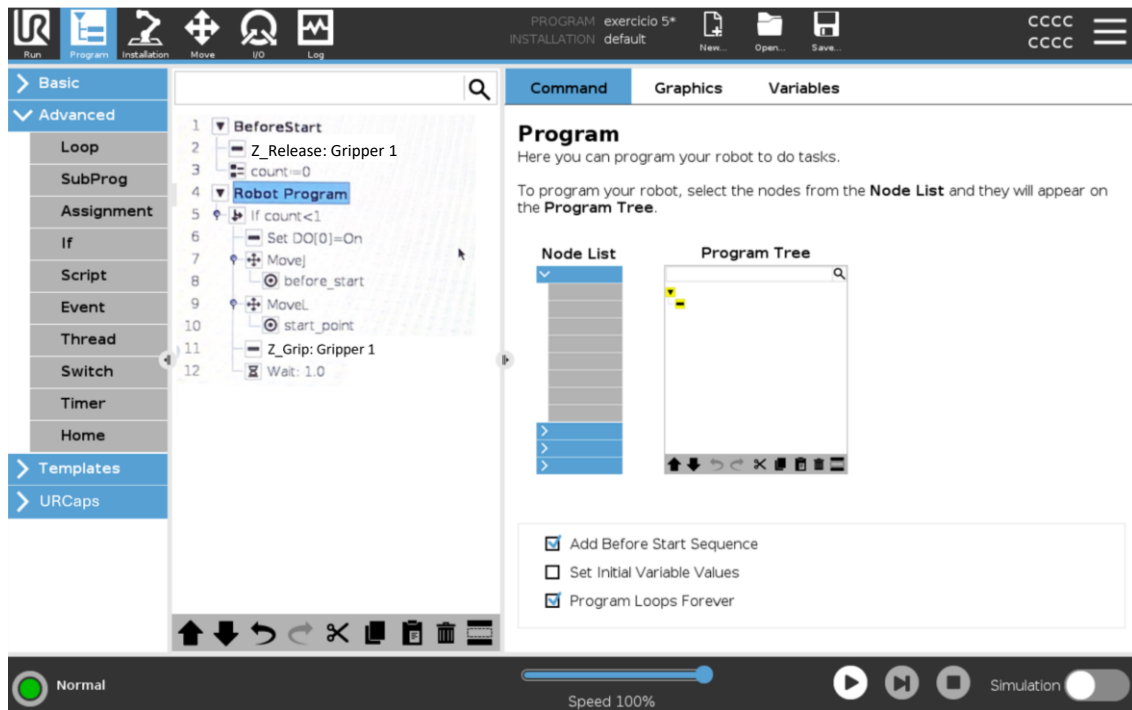 UR
PROGRAM exercicio 5*
INSTALLATION default
CCCC
CCCC
Run Program Installation Move I/O Log New... Open... Save...
Basic
Advanced
Loop
SubProg
Assignment
If
Script
Event
Thread
Switch
Timer
Home
Templates
URCaps
1 BeforeStart
2 Z_Release: Gripper 1
3 count:=0
4 Robot Program
5 If count<1
6 Set DO[0]=On
7 MoveJ
8 before_start
9 MoveL
10 start_point
11 Z_Grip: Gripper 1
12 Wait: 1.0
Command Graphics Variables
Program
Here you can program your robot to do tasks.
To program your robot, select the nodes from the Node List and they will appear on
the Program Tree.
Node List Program Tree
Add Before Start Sequence
Set Initial Variable Values
Program Loops Forever
Normal
Speed 100%
Simulation